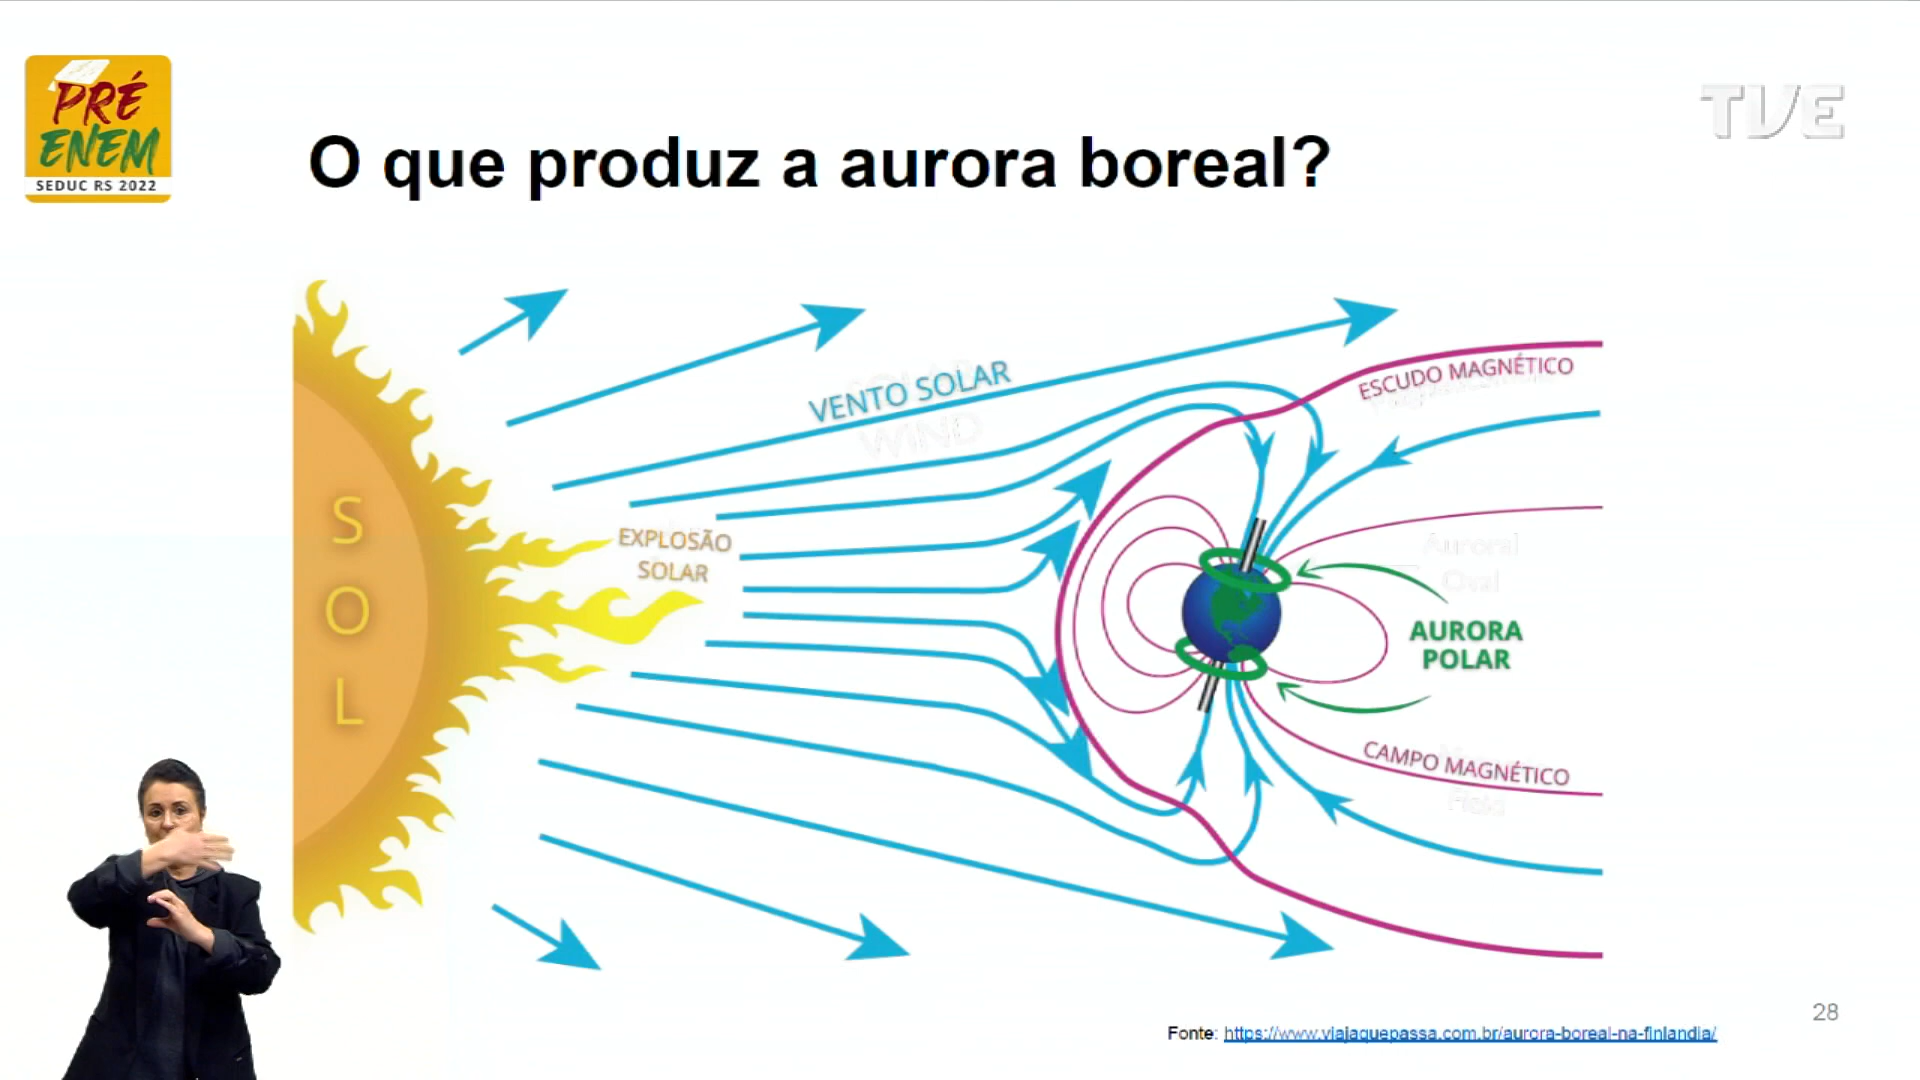 PRÉ
ENEM
SEDUC RS 2022
TVE
O que produz a aurora boreal?
VENTO SOLAR
WIND
ESCUDO MAGNÉTICO
EXPLOSÃO
SOLAR
S
O
L
Auroral
Oval
AURORA
POLAR
CAMPO MAGNÉTICO
Field
28
Fonte: https://www.viajaquepassa.com.br/aurora-boreal-na-finlandia/